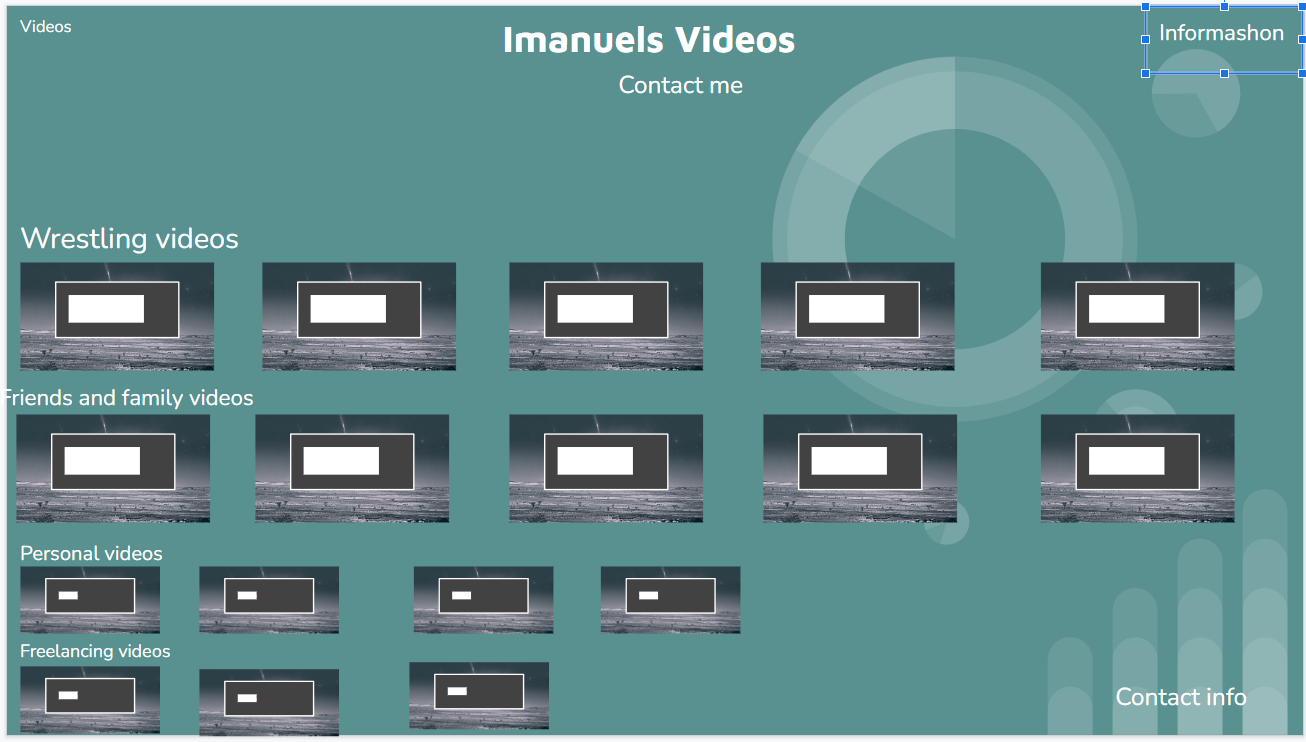 Videos
Imanuels Videos
Informashon
Contact me
Wrestling videos
Friends and family videos
Personal videos
Freelancing videos
Contact info